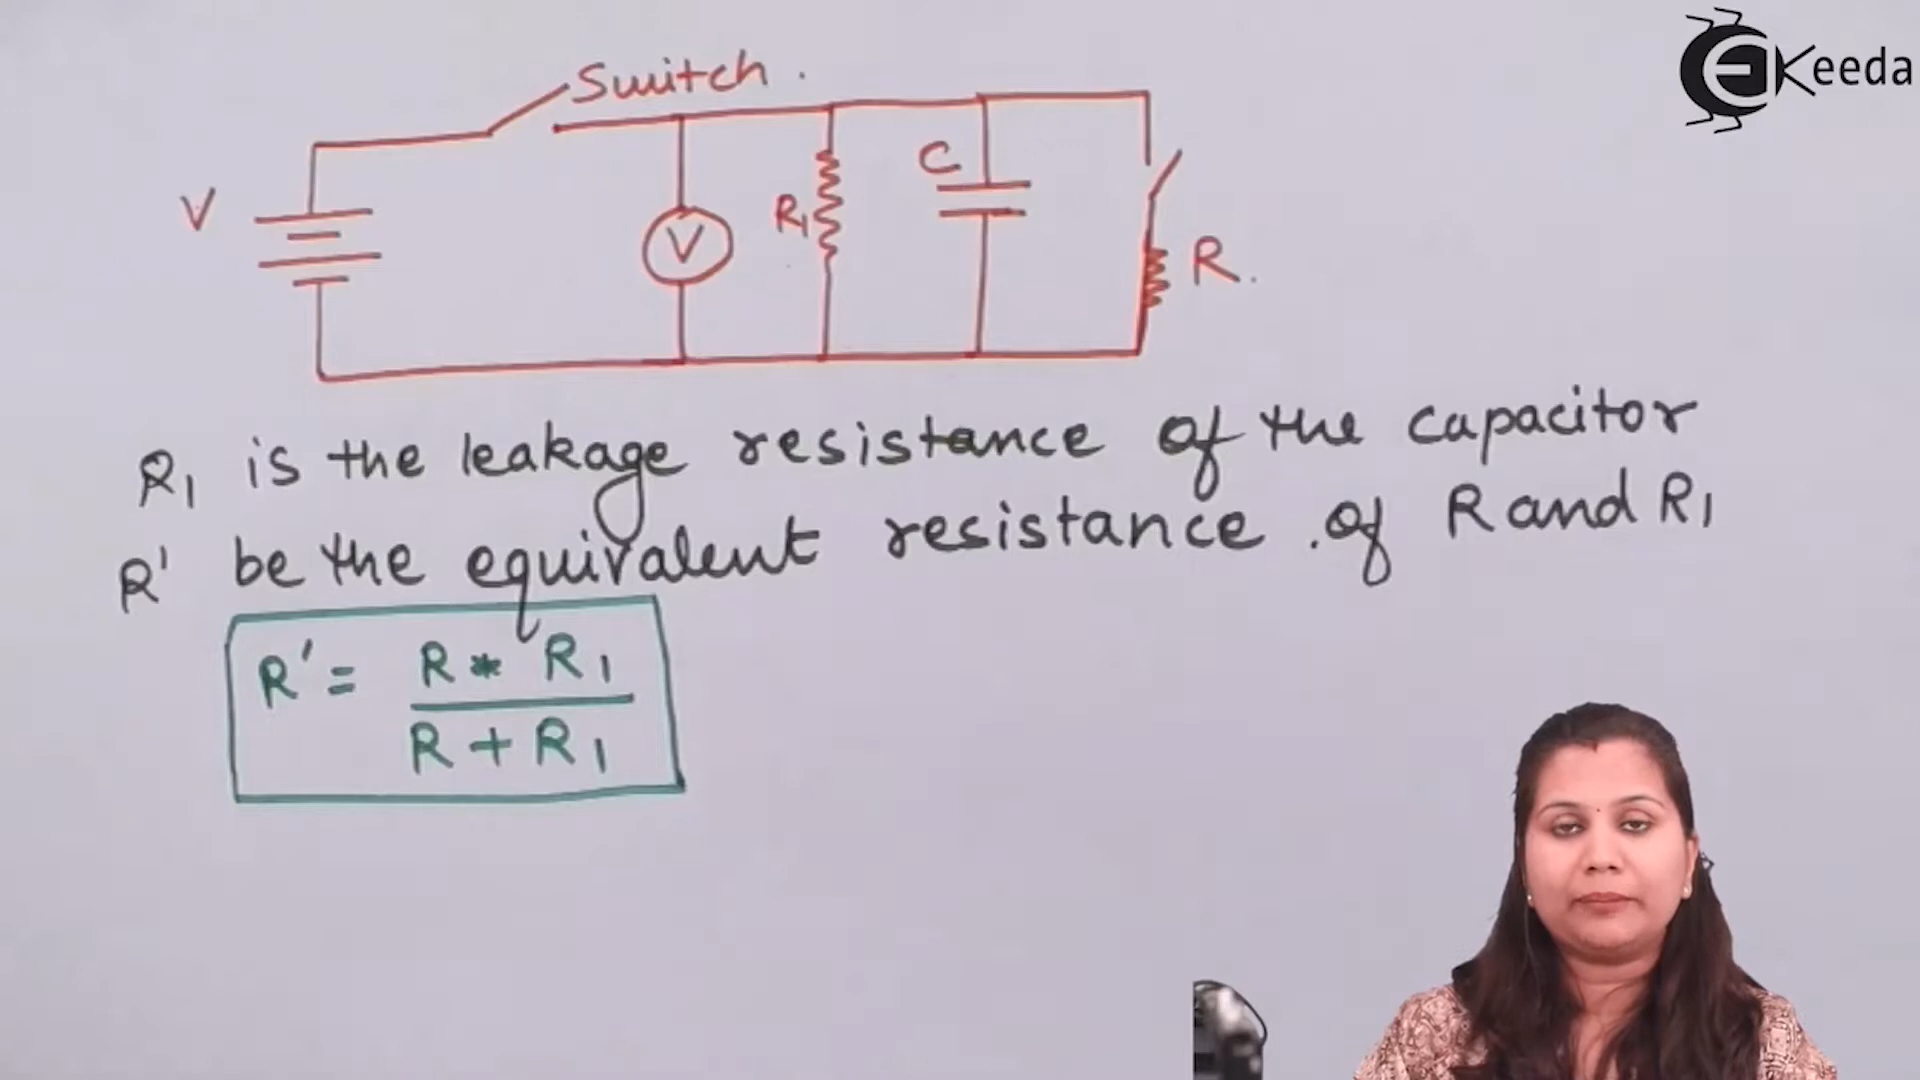 EKeeda
Switch .
V
V
R1
C
R .
R1 is the leakage resistance of the capacitor
R' be the equivalent resistance . of R and R1
R' = R * R1
R + R1